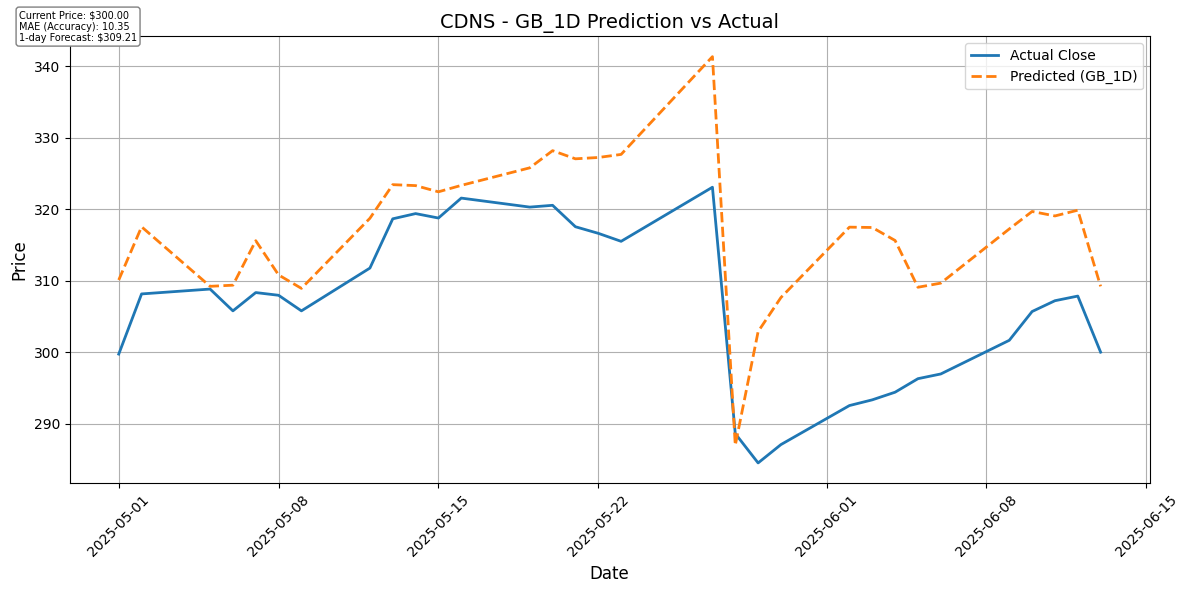 Current Price: $300.00
MAE (Accuracy): 10.35
1-day Forecast: $309.21
CDNS - GB_1D Prediction vs Actual
Actual Close
Predicted (GB_1D)
Price
340
330
320
310
300
290
2025-05-01
2025-05-08
2025-05-15
2025-05-22
2025-06-01
2025-06-08
2025-06-15
Date